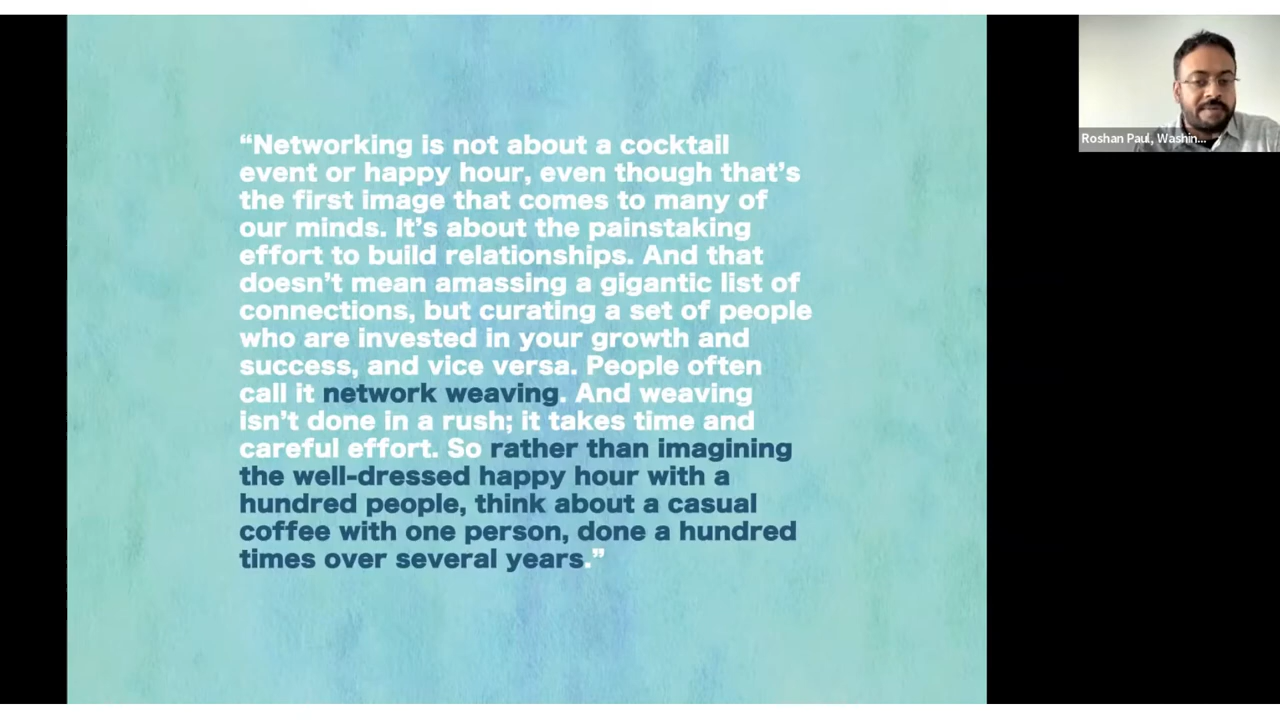 “Networking is not about a cocktail
event or happy hour, even though that’s
the first image that comes to many of
our minds. It’s about the painstaking
effort to build relationships. And that
doesn’t mean amassing a gigantic list of
connections, but curating a set of people
who are invested in your growth and
success, and vice versa. People often
call it network weaving. And weaving
isn’t done in a rush; it takes time and
careful effort. So rather than imagining
the well-dressed happy hour with a
hundred people, think about a casual
coffee with one person, done a hundred
times over several years.”
Roshan Paul, Washin...